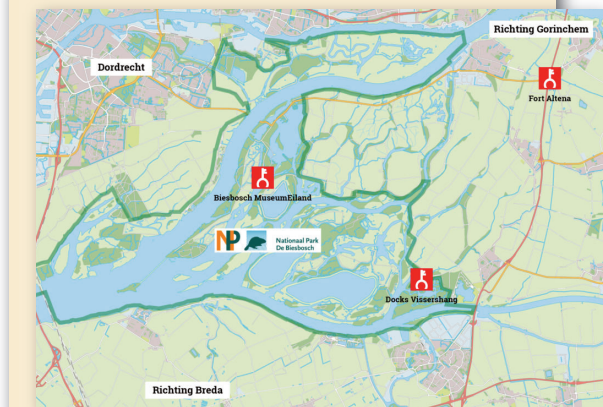 Richting Gorinchem
Dordrecht
Fort Altena
Biesbosch MuseumEiland
NP
Nationaal Park
De Biesbosch
Docks Vissershang
Richting Breda